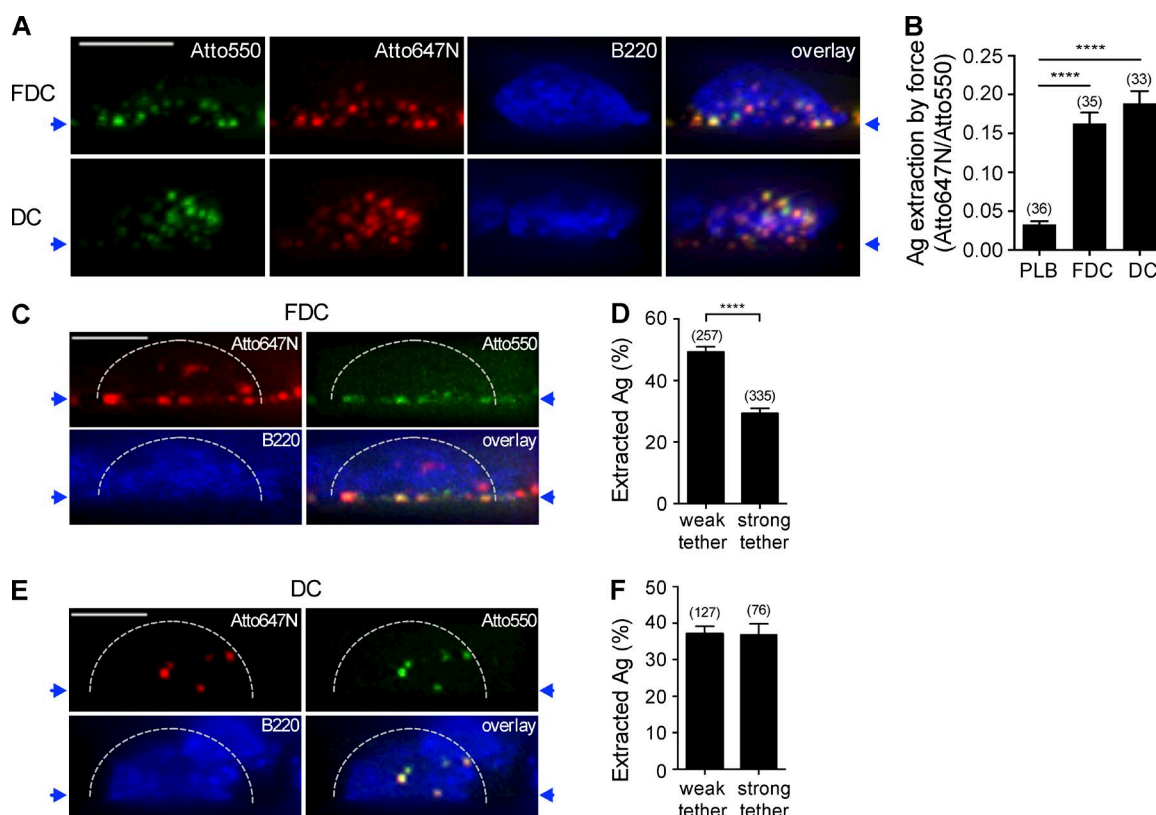 A
Atto550
Atto647N
B220
overlay
FDC
DC
B
Ag extraction by force
(Atto647N/Atto550)
0.25
0.20
0.15
0.10
0.05
0.00
****
****
(36)
(35)
(33)
PLB
FDC
DC
C
FDC
Atto647N
Atto550
B220
overlay
D
Extracted Ag (%)
60
40
20
0
****
(257)
(335)
weak
tether
strong
tether
E
DC
Atto647N
Atto550
B220
overlay
F
Extracted Ag (%)
50
40
30
20
10
0
(127)
(76)
weak
tether
strong
tether